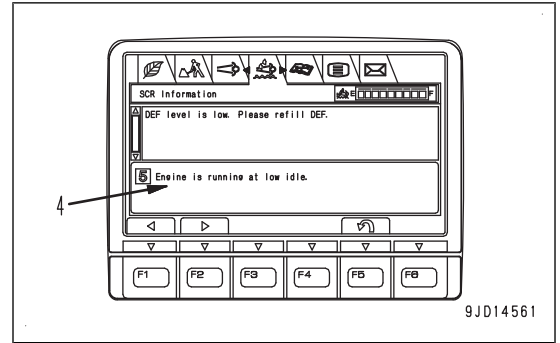 SCR Information
E F
DEF level is low. Please refill DEF.
5 Engine is running at low idle.
4
F1 F2 F3 F4 F5 F6
9JD14561